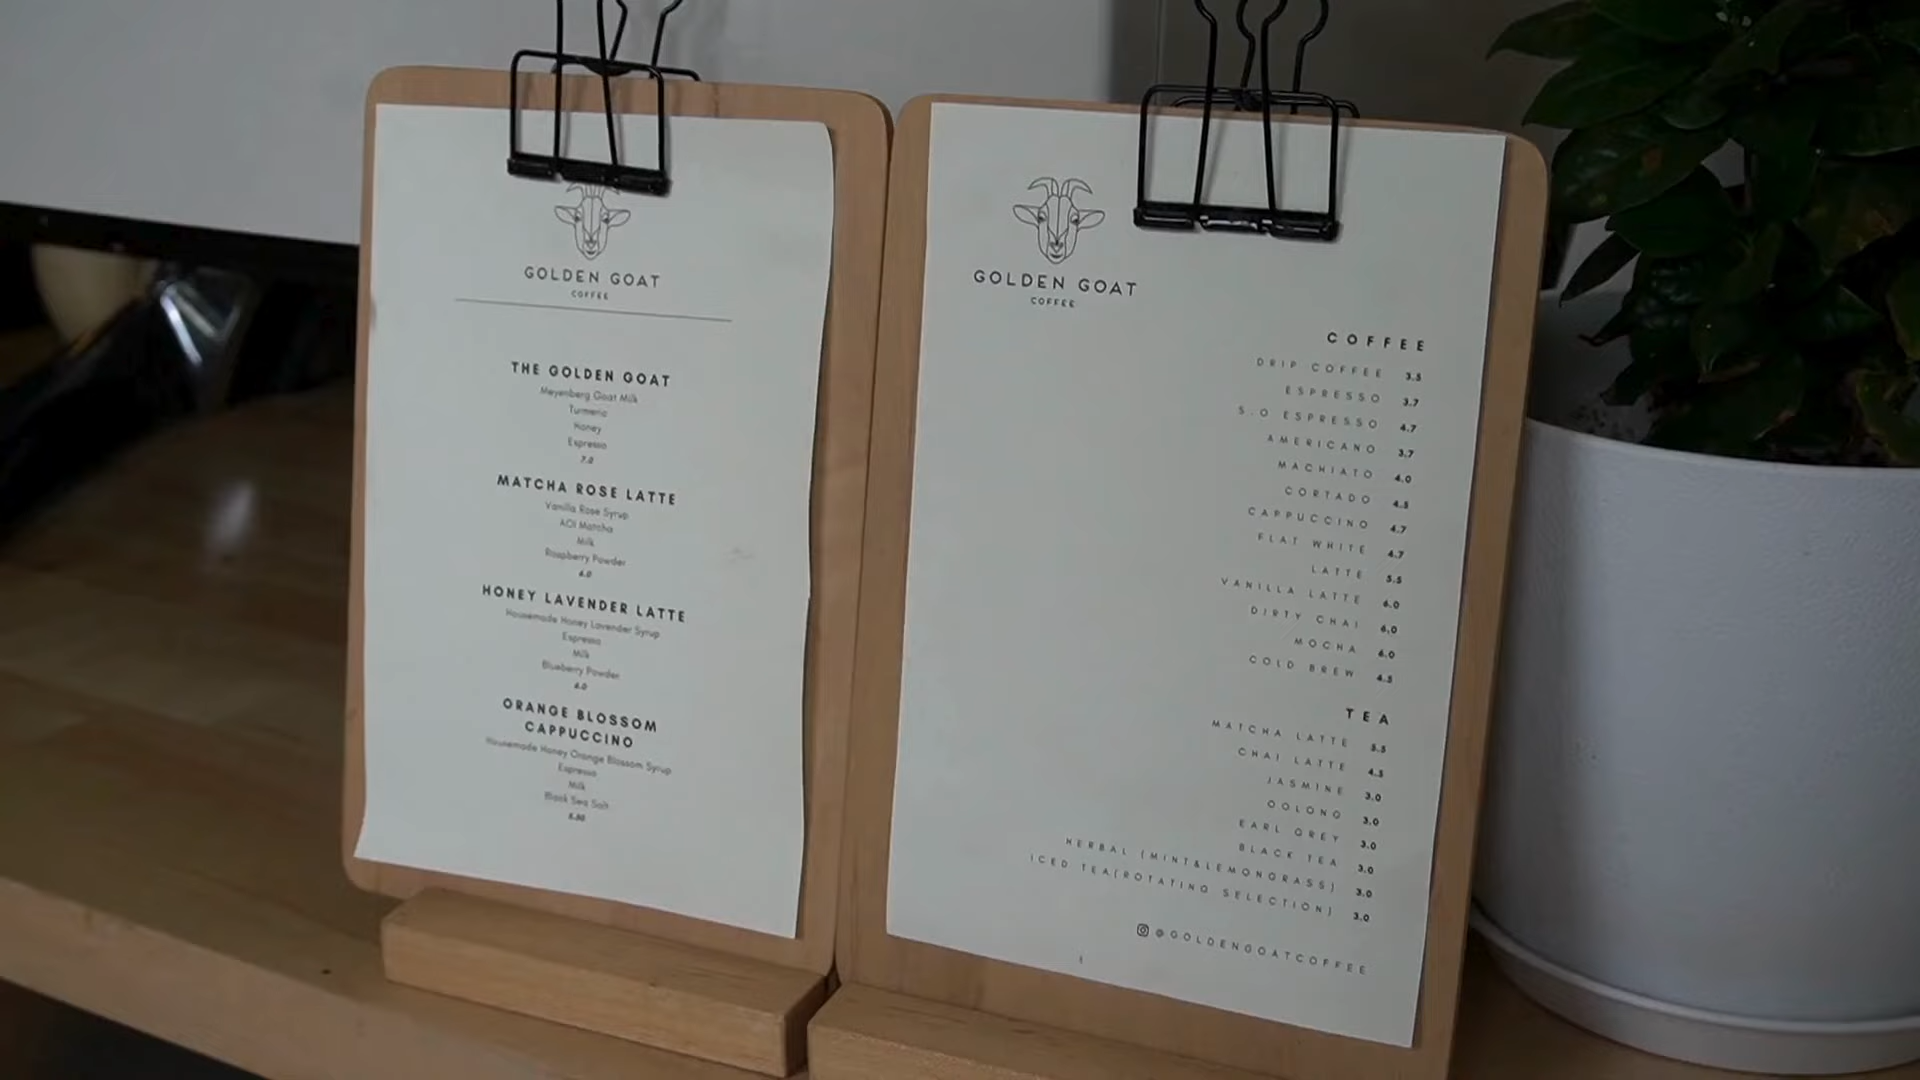 GOLDEN GOAT
COFFEE
THE GOLDEN GOAT
Meyenberg Goat Milk
Turmeric
Honey
Espresso
7.0
MATCHA ROSE LATTE
Vanilla Rose Syrup
AOI Matcha
Milk
Raspberry Powder
6.0
HONEY LAVENDER LATTE
Housemade Honey Lavender Syrup
Espresso
Milk
Blueberry Powder
6.0
ORANGE BLOSSOM
CAPPUCCINO
Housemade Honey Orange Blossom Syrup
Espresso
Milk
Black Sea Salt
5.50
GOLDEN GOAT
COFFEE
COFFEE
DRIP COFFEE 3.5
ESPRESSO 3.7
S.O ESPRESSO 4.7
AMERICANO 3.7
MACHIATO 4.0
CORTADO 4.5
CAPPUCCINO 4.7
FLAT WHITE 4.7
LATTE 5.5
VANILLA LATTE 6.0
DIRTY CHAI 6.0
MOCHA 6.0
COLD BREW 4.5
TEA
MATCHA LATTE 5.5
CHAI LATTE 4.5
JASMINE 3.0
OOLONG 3.0
EARL GREY 3.0
BLACK TEA 3.0
HERBAL (MINT&LEMONGRASS) 3.0
ICED TEA(ROTATING SELECTION) 3.0
@GOLDENGOATCOFFEE